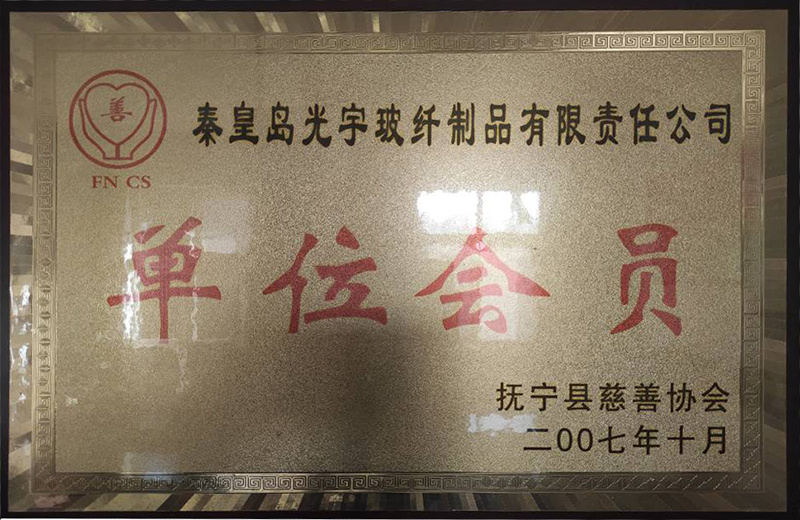 善
FN CS
秦皇岛光宇玻纤制品有限责任公司
单位会员
抚宁县慈善协会
二00七年十月